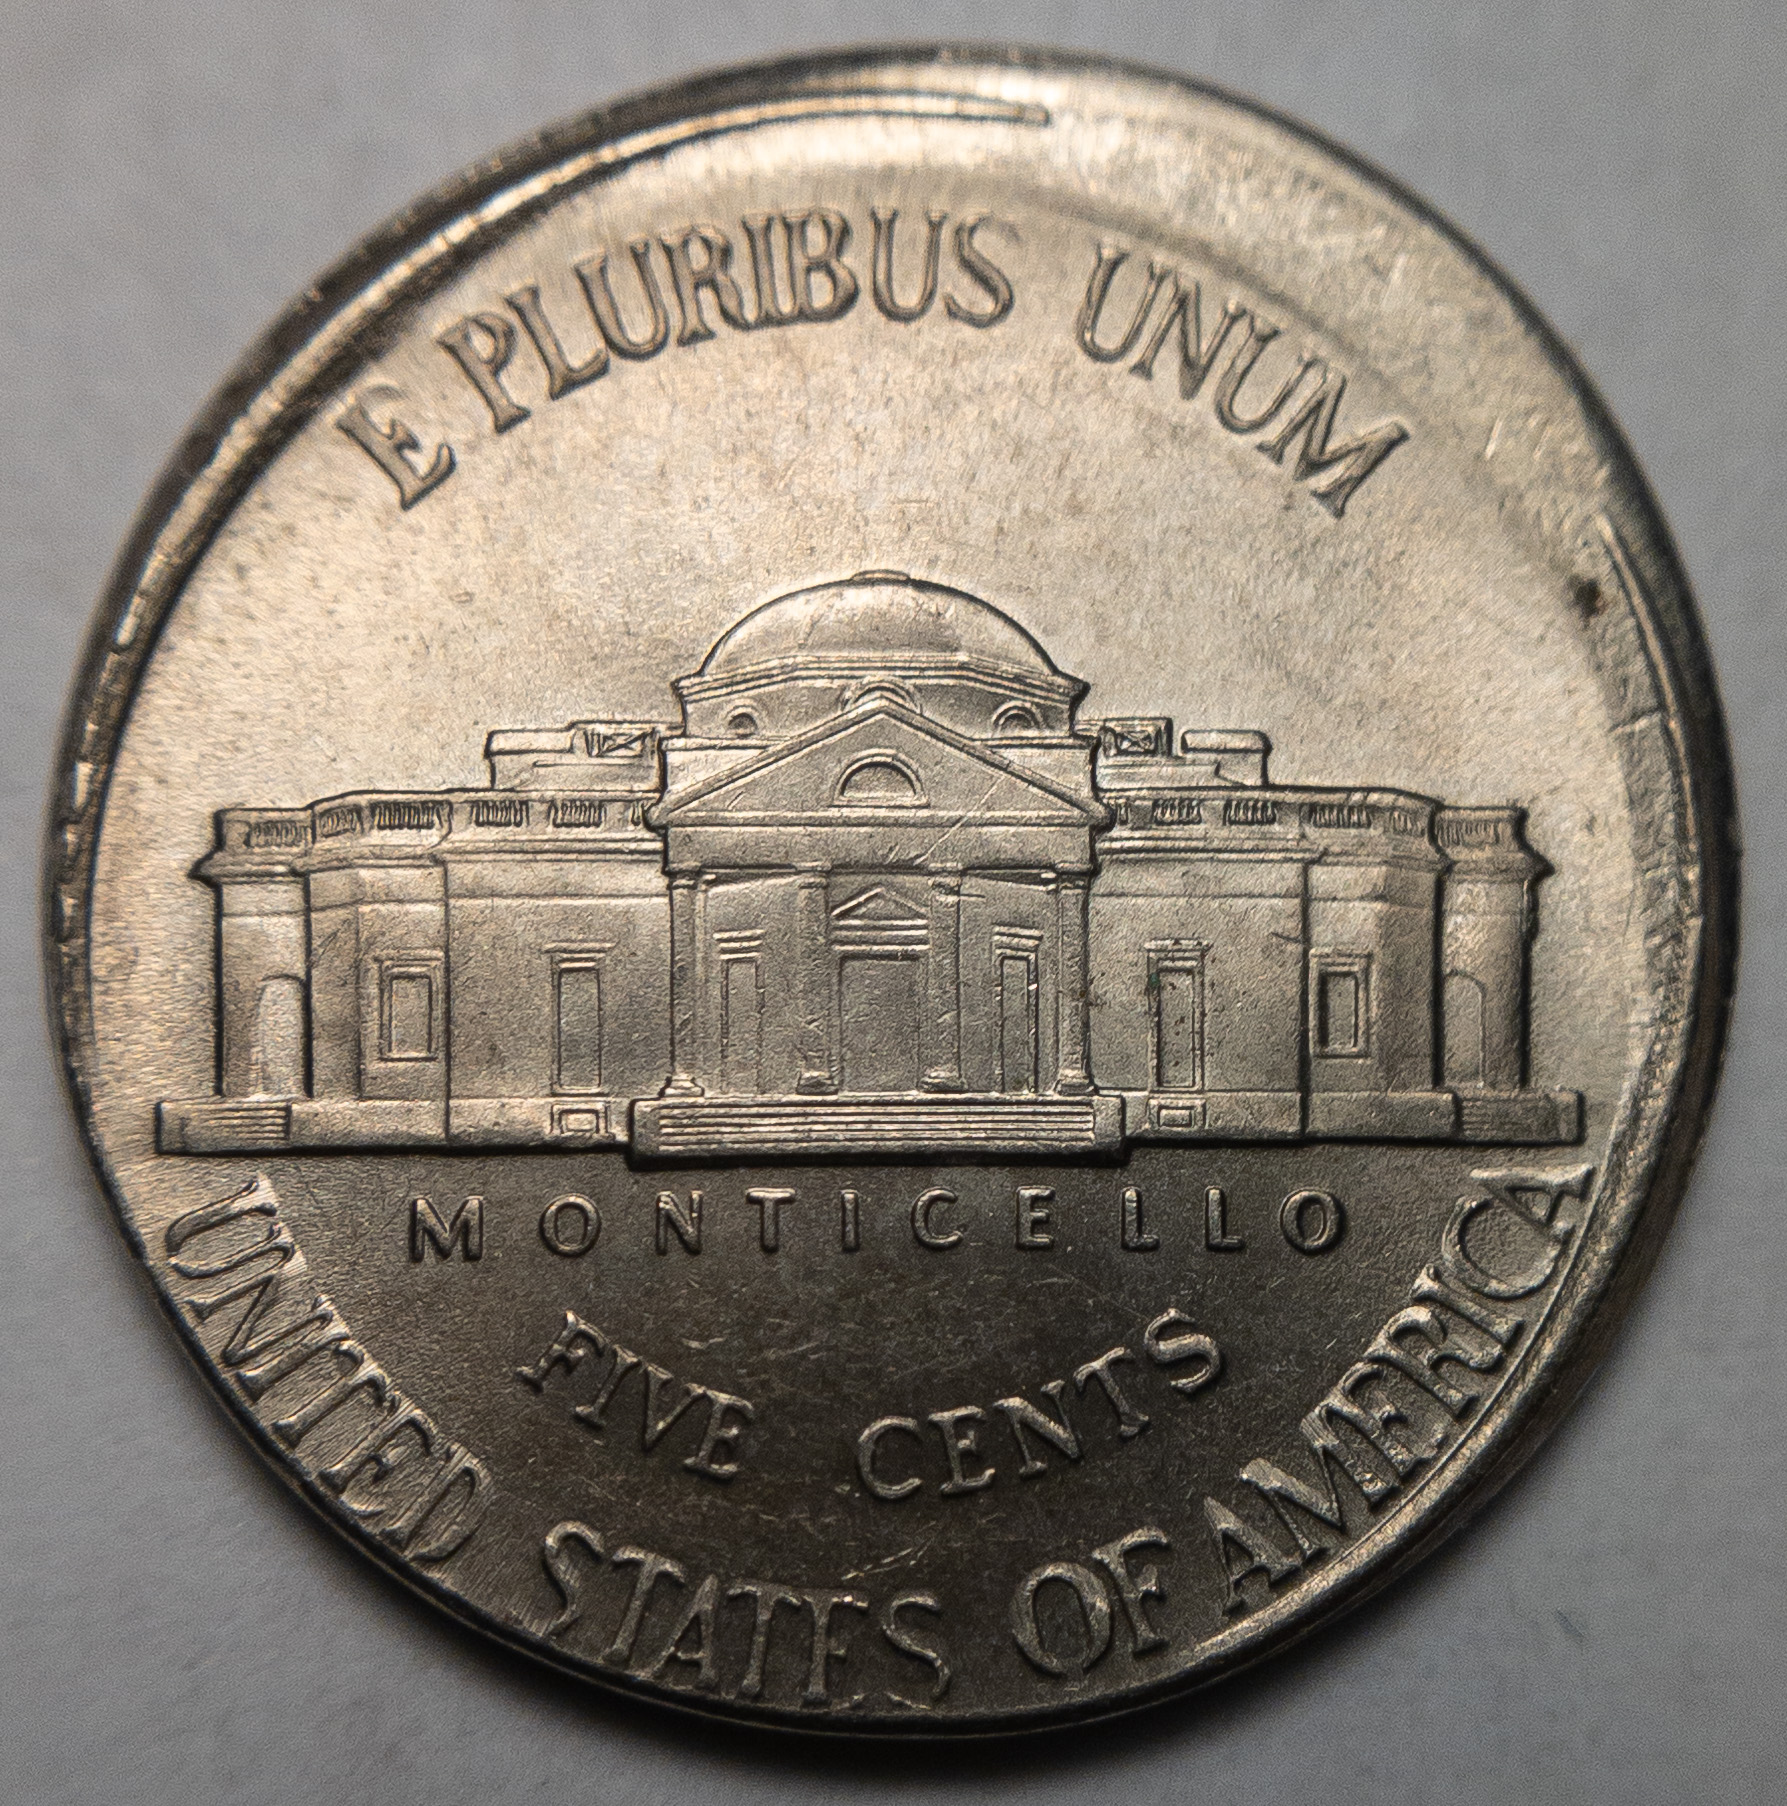 E PLURIBUS UNUM
MONTICELLO
FIVE CENTS
UNITED STATES OF AMERICA